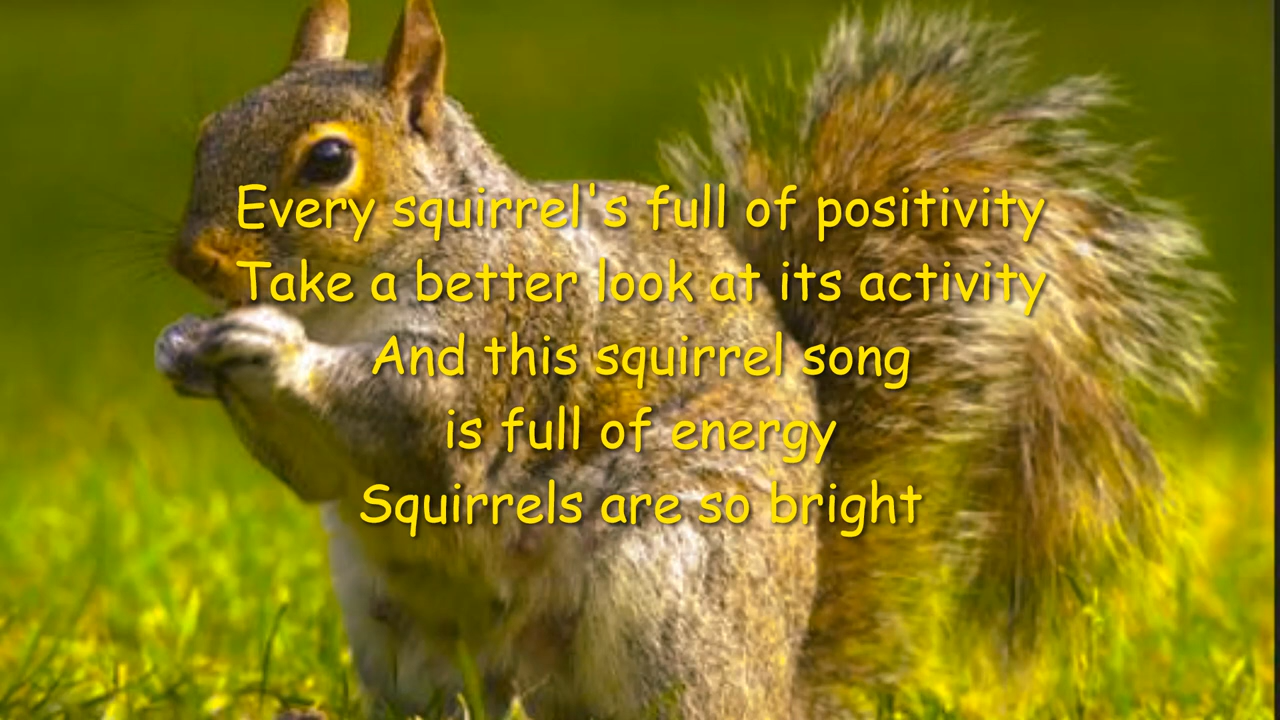 Every squirrel's full of positivity
Take a better look at its activity
And this squirrel song
is full of energy
Squirrels are so bright